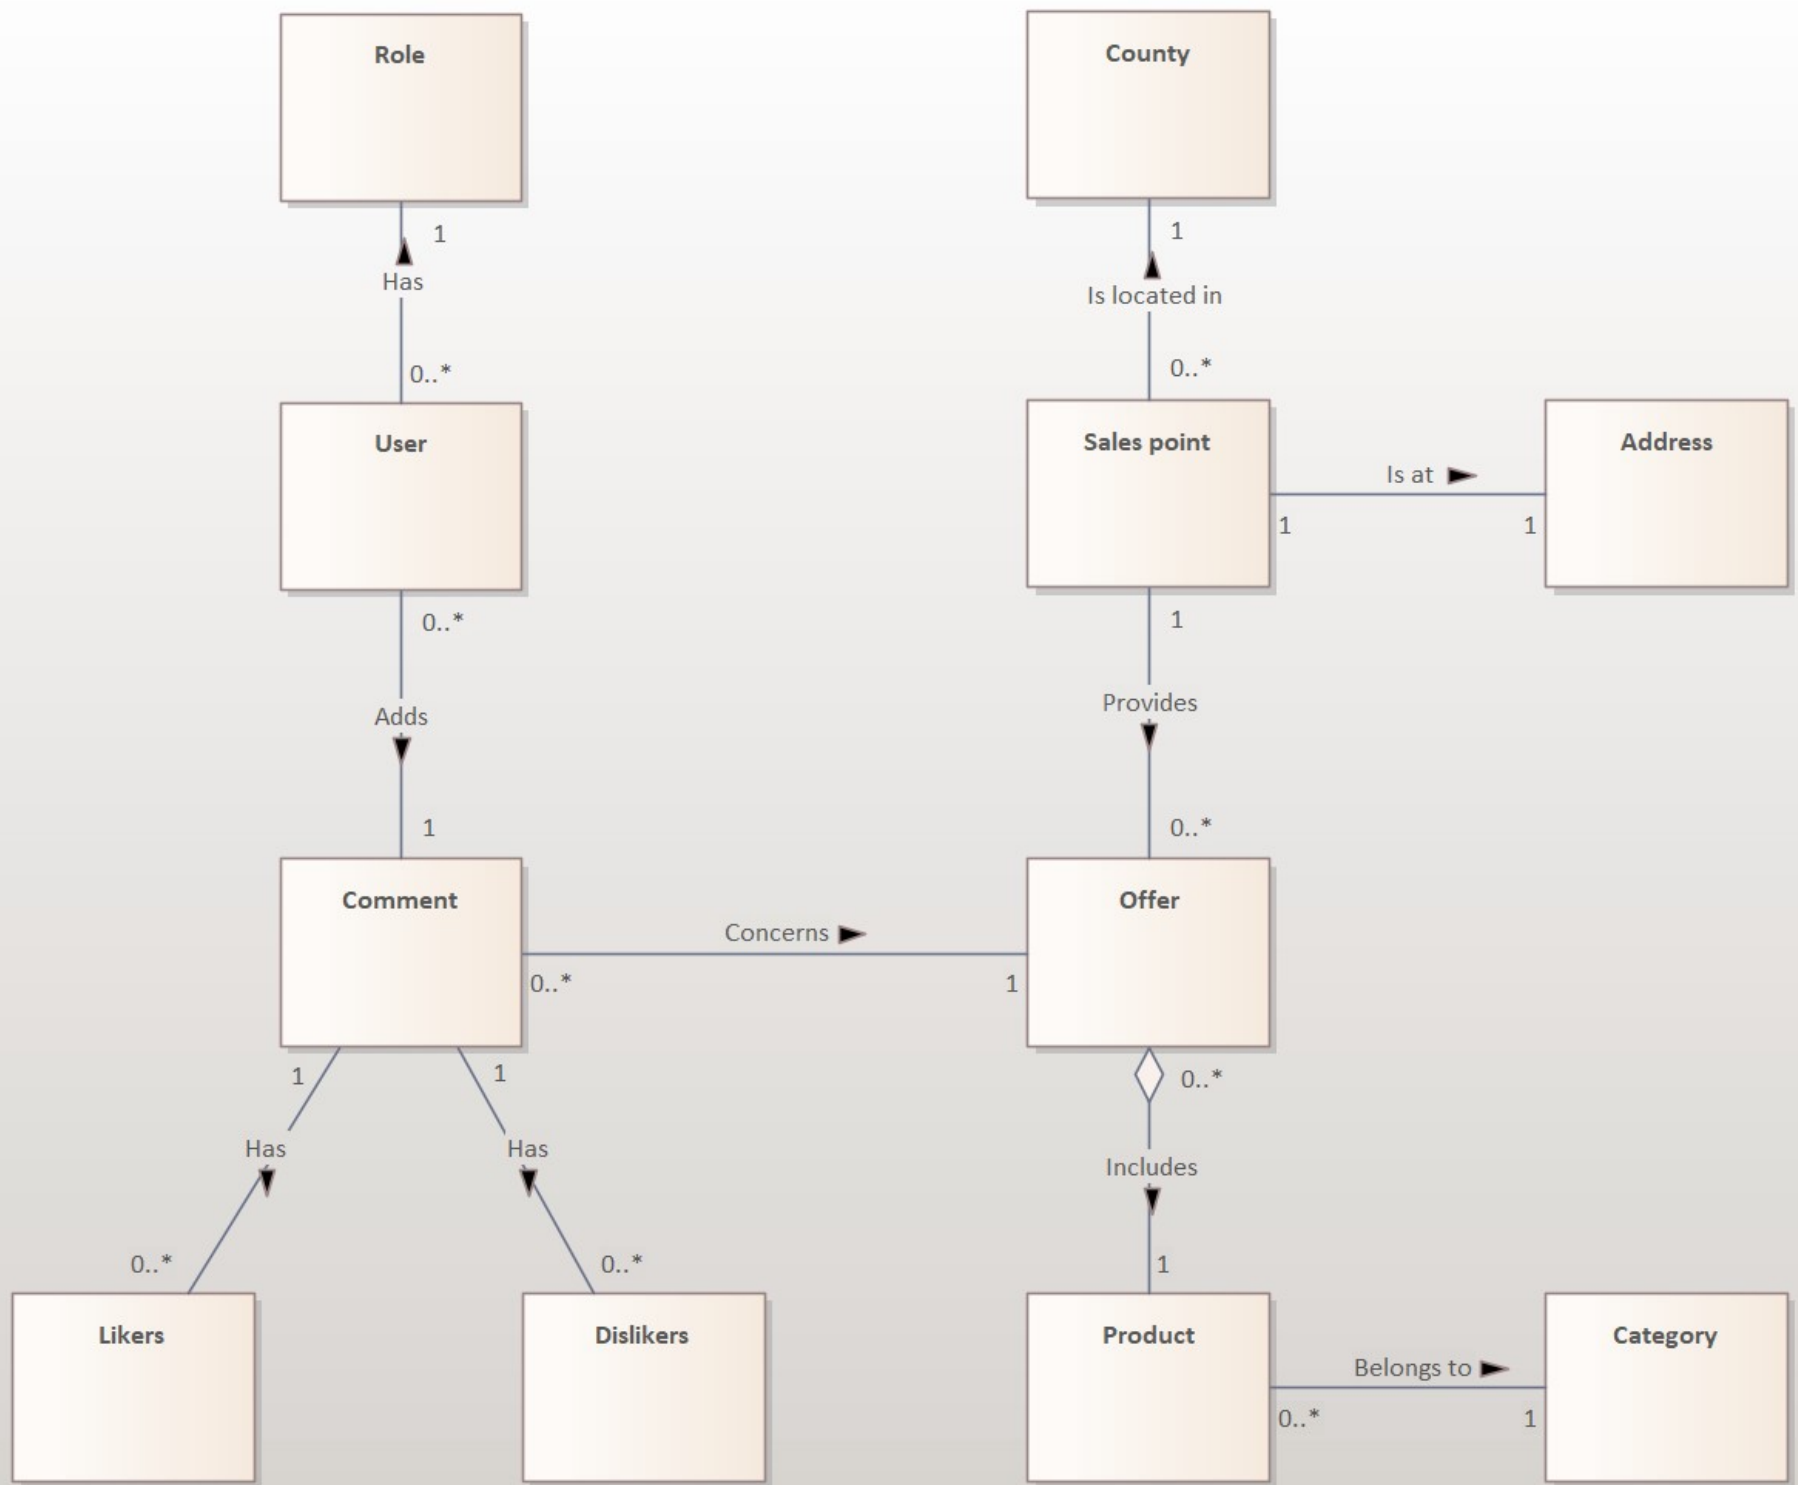 Role
County
1
1
Has
Is located in
0..*
0..*
User
Sales point
Address
Is at
1
1
0..*
1
Adds
Provides
1
0..*
Comment
Offer
Concerns
0..*
1
1
1
0..*
Has
Has
Includes
0..*
0..*
1
Likers
Dislikers
Product
Category
Belongs to
0..*
1